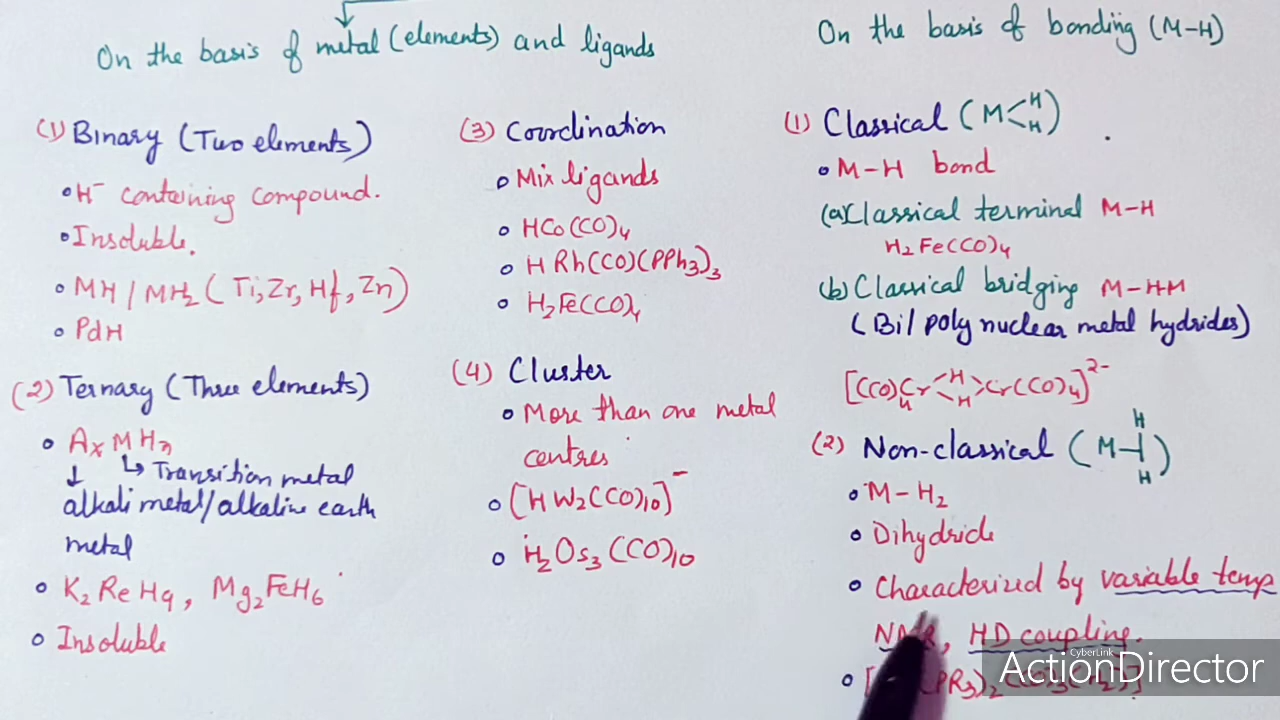 On the basis of metal (elements) and ligands
(1) Binary (Two elements)
H⁻ containing compound.
Insoluble.
MH / MH₂ (Ti, Zr, Hf, Zn)
PdH
(2) Ternary (Three elements)
AₓMHₙ
Transition metal
alkali metal/alkaline earth
metal
K₂ReH₉, Mg₂FeH₆
Insoluble
(3) Coordination
Mix ligands
HCo(CO)₄
HRh(CO)(PPh₃)₃
H₂Fe(CO)₄
(4) Cluster
More than one metal
centres
[HW₂(CO)₁₀]⁻
H₂Os₃(CO)₁₀
On the basis of bonding (M-H)
(1) Classical (M<H H)
M-H bond
(a) Classical terminal M-H
H₂Fe(CO)₄
(b) Classical bridging M-HM
(Bi/poly nuclear metal hydrides)
[(CO)₄Cr<H H>Cr(CO)₄]²⁻
(2) Non-classical (M-H H)
M-H₂
Dihydride
Characterized by variable temp
NMR, HD coupling.
CyberLink
ActionDirector